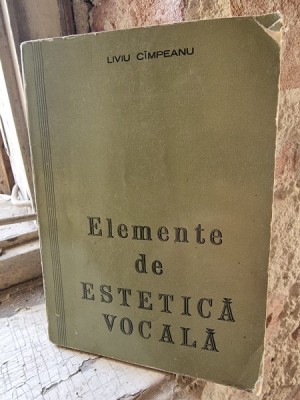 LIVIU CÎMPEANU
Elemente
de
ESTETICĂ
VOCALĂ